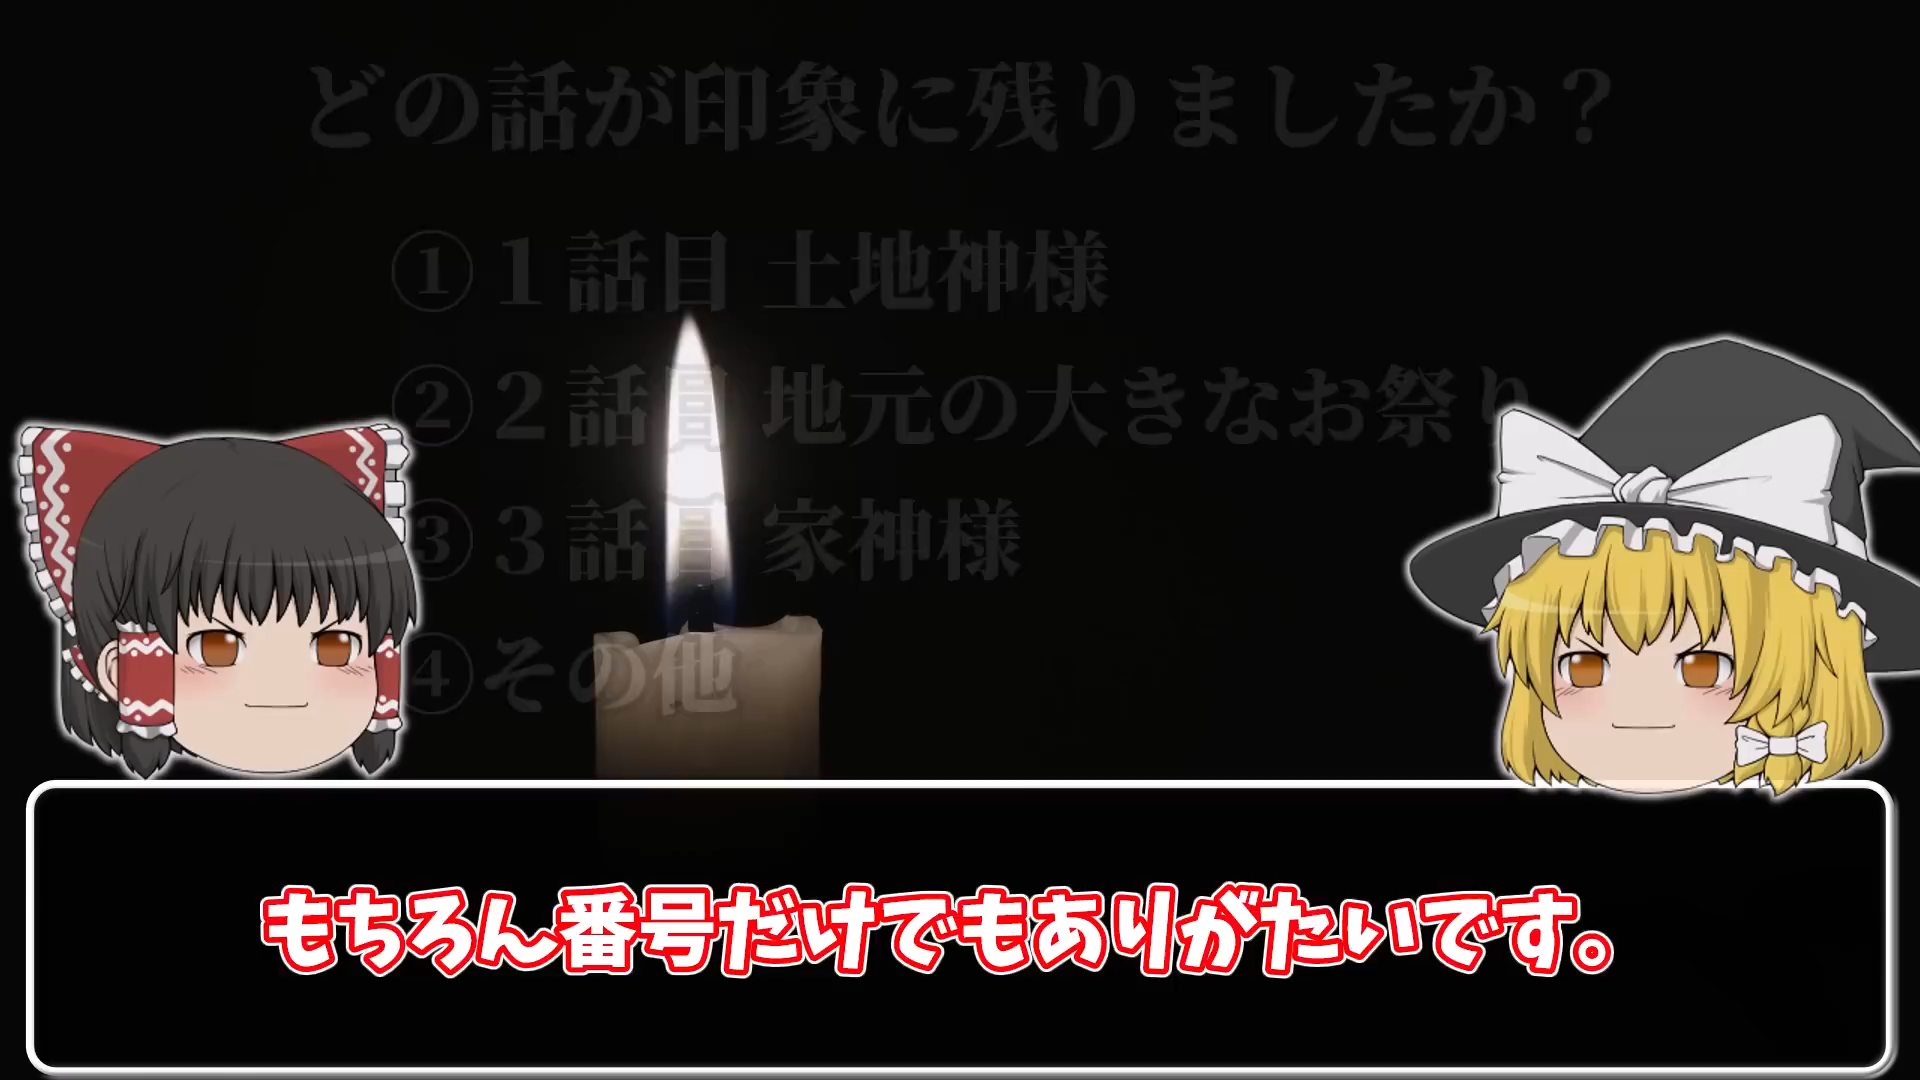 どの話が印象に残りましたか？
①１話目 土地神様
②２話目 地元の大きなお祭り
③３話目 家神様
④その他
もちろん番号だけでもありがたいです。